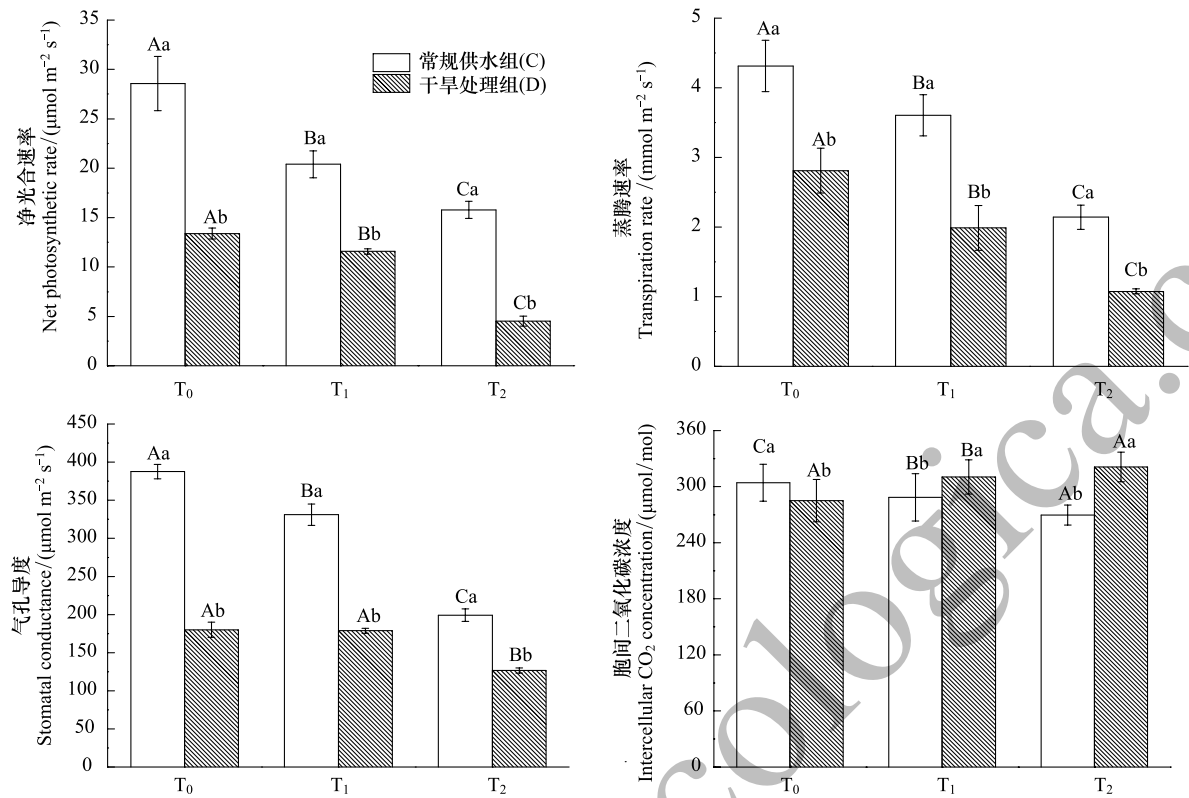 净光合速率
Net photosynthetic rate/(μmol m⁻² s⁻¹)
35
30
25
20
15
10
5
0
Aa
Ab
Ba
Bb
Ca
Cb
常规供水组(C)
干旱处理组(D)
T₀
T₁
T₂
蒸腾速率
Transpiration rate /(mmol m⁻² s⁻¹)
5
4
3
2
1
0
Aa
Ab
Ba
Bb
Ca
Cb
T₀
T₁
T₂
气孔导度
Stomatal conductance/(μmol m⁻² s⁻¹)
450
400
350
300
250
200
150
100
50
0
Aa
Ab
Ba
Ab
Ca
Bb
T₀
T₁
T₂
胞间二氧化碳浓度
Intercellular CO₂ concentration/(μmol/mol)
360
300
240
180
120
60
0
Ca
Ab
Bb
Ba
Ab
Aa
T₀
T₁
T₂
cologica.